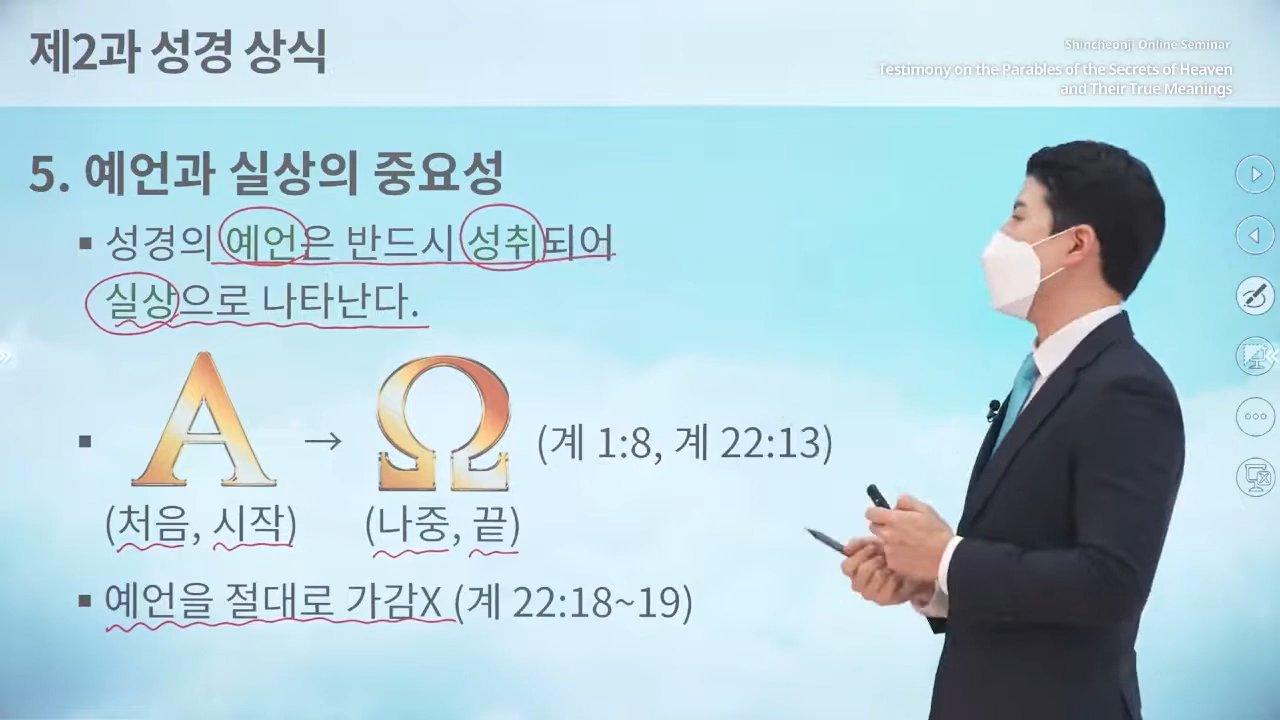 제2과 성경 상식
Shincheonji Online Seminar
Testimony on the Parables of the Secrets of Heaven
and Their True Meanings
5. 예언과 실상의 중요성
▪ 성경의 예언은 반드시 성취되어
실상으로 나타난다.
▪ Α → Ω (계 1:8, 계 22:13)
(처음, 시작) (나중, 끝)
▪ 예언을 절대로 가감X (계 22:18~19)